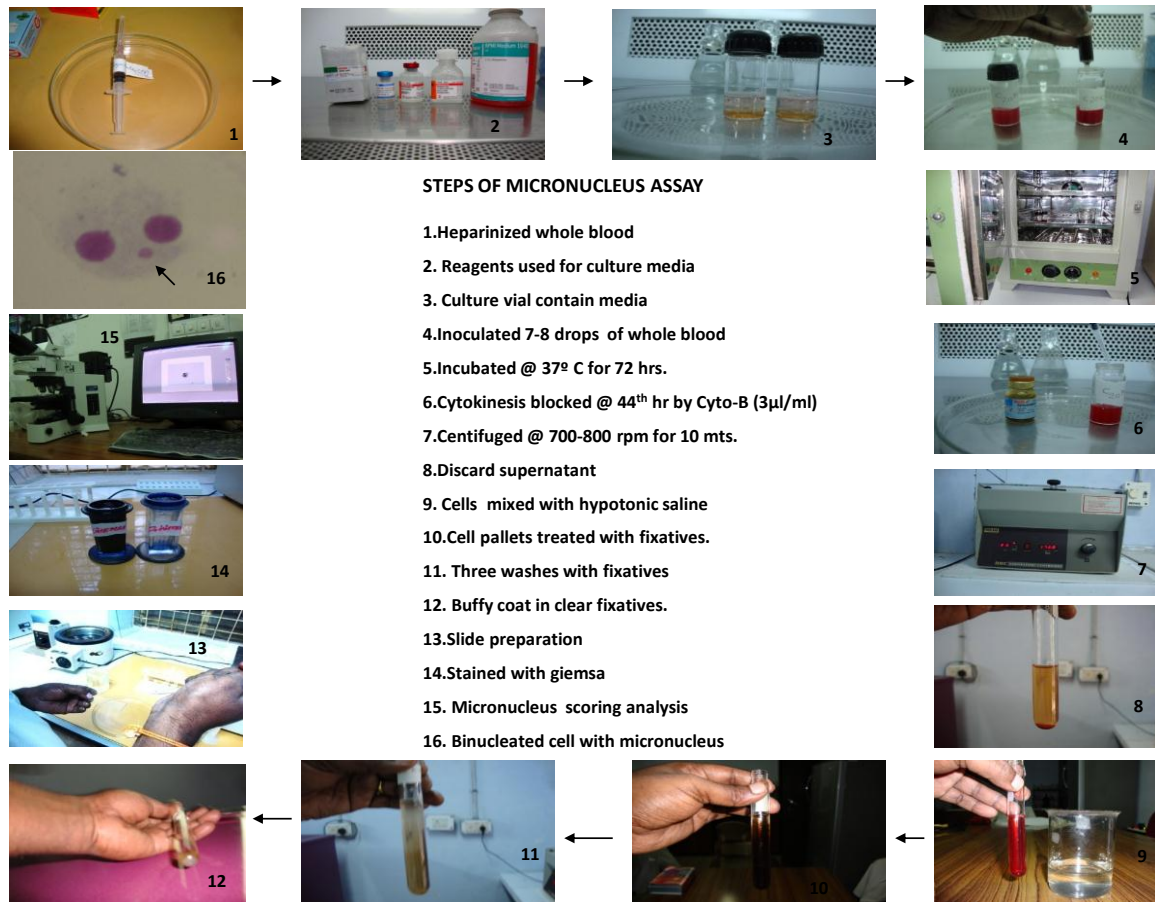 1
2
RPMI Medium 1640
3
4
16
STEPS OF MICRONUCLEUS ASSAY
1.Heparinized whole blood
2. Reagents used for culture media
3. Culture vial contain media
4.Inoculated 7-8 drops of whole blood
5.Incubated @ 37º C for 72 hrs.
6.Cytokinesis blocked @ 44th hr by Cyto-B (3µl/ml)
7.Centifuged @ 700-800 rpm for 10 mts.
8.Discard supernatant
9. Cells mixed with hypotonic saline
10.Cell pallets treated with fixatives.
11. Three washes with fixatives
12. Buffy coat in clear fixatives.
13.Slide preparation
14.Stained with giemsa
15. Micronucleus scoring analysis
16. Binucleated cell with micronucleus
5
15
6
14
7
13
8
12
11
10
9